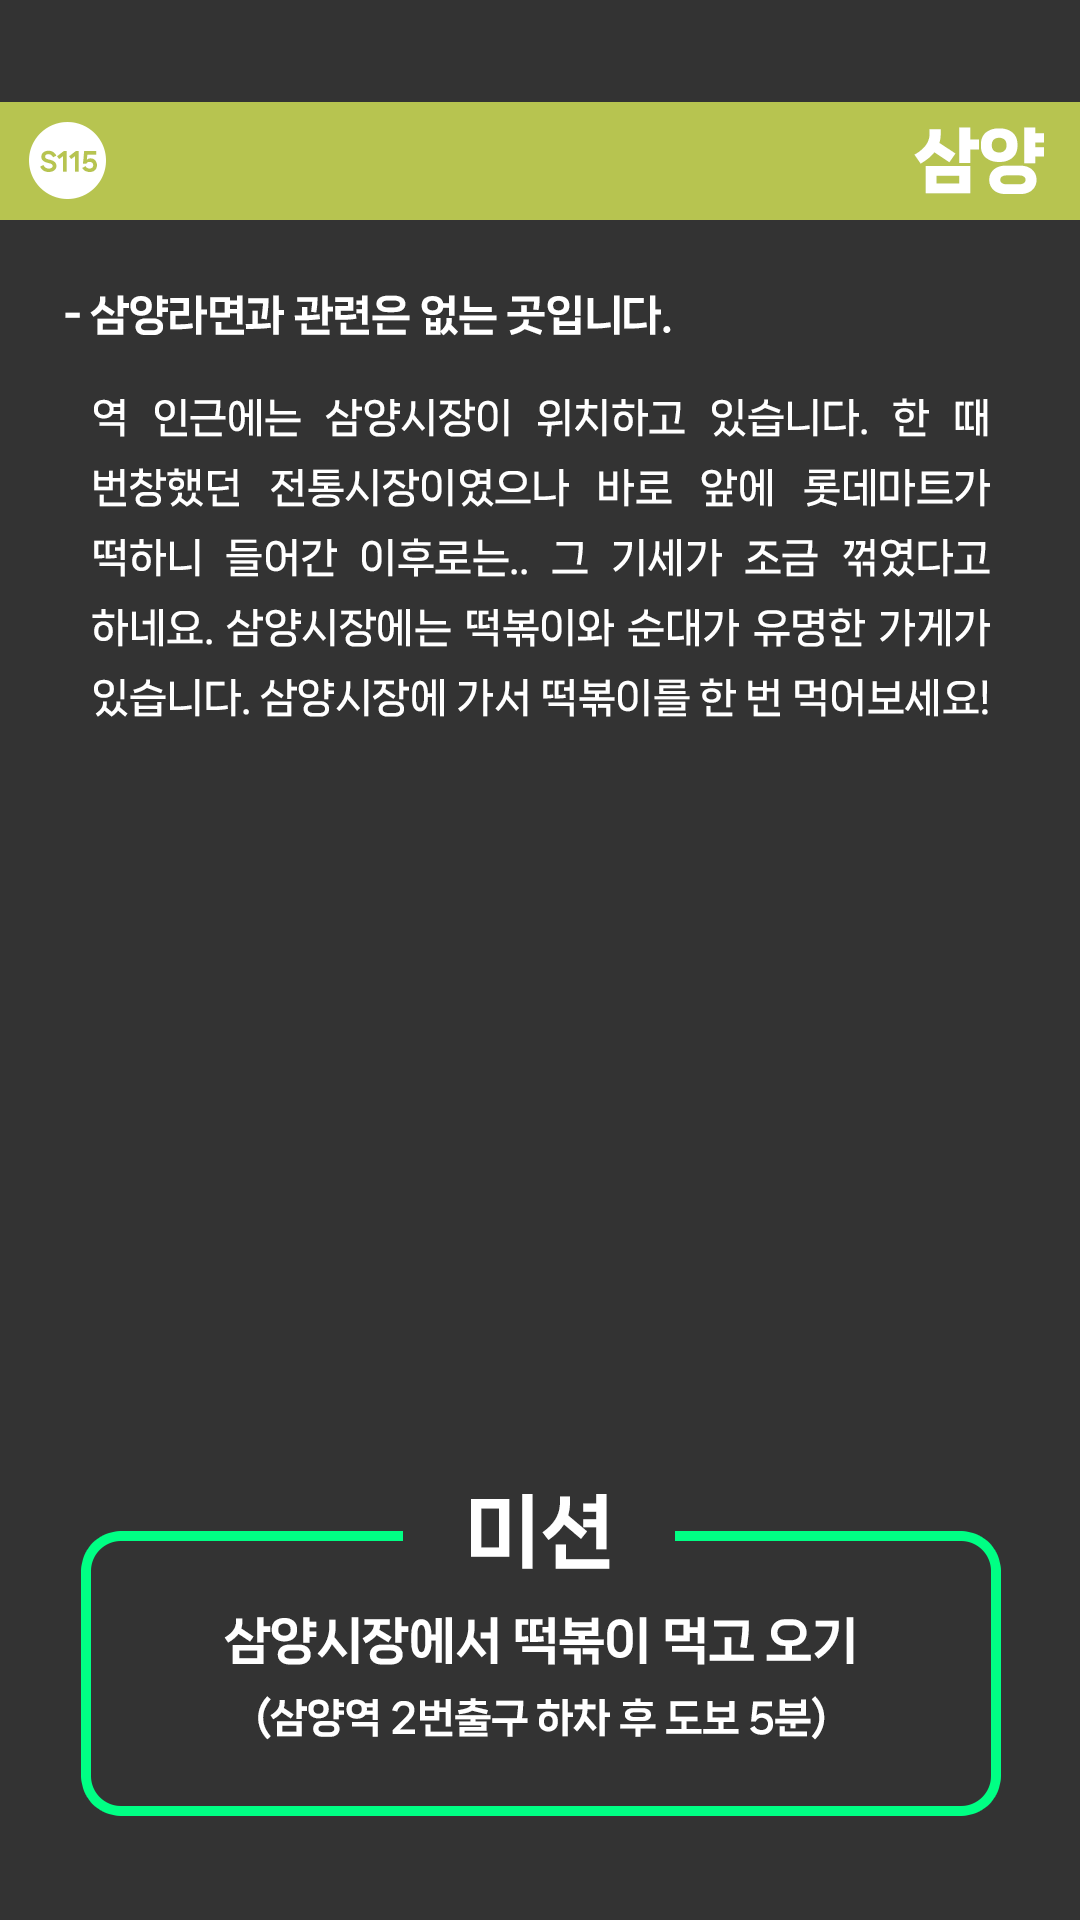 S115
삼양
- 삼양라면과 관련은 없는 곳입니다.
역 인근에는 삼양시장이 위치하고 있습니다. 한 때
번창했던 전통시장이였으나 바로 앞에 롯데마트가
떡하니 들어간 이후로는.. 그 기세가 조금 꺾였다고
하네요. 삼양시장에는 떡볶이와 순대가 유명한 가게가
있습니다. 삼양시장에 가서 떡볶이를 한 번 먹어보세요!
미션
삼양시장에서 떡볶이 먹고 오기
(삼양역 2번출구 하차 후 도보 5분)